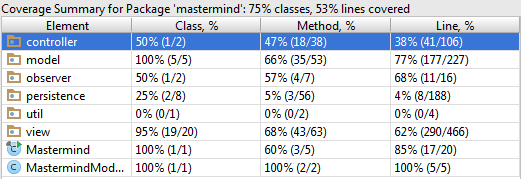 Coverage Summary for Package 'mastermind': 75% classes, 53% lines covered
Element Class, % Method, % Line, %
controller 50% (1/2) 47% (18/38) 38% (41/106)
model 100% (5/5) 66% (35/53) 77% (177/227)
observer 50% (1/2) 57% (4/7) 68% (11/16)
persistence 25% (2/8) 5% (3/56) 4% (8/188)
util 0% (0/1) 0% (0/2) 0% (0/4)
view 95% (19/20) 68% (43/63) 62% (290/466)
Mastermind 100% (1/1) 60% (3/5) 85% (17/20)
MastermindMod... 100% (1/1) 100% (2/2) 100% (5/5)